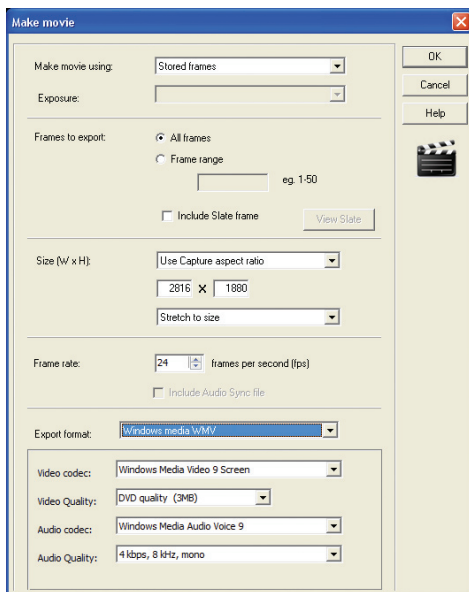 Make movie
OK
Cancel
Help
Make movie using: Stored frames
Exposure:
Frames to export: All frames
Frame range
eg. 1-50
Include Slate frame View Slate
Size (W x H): Use Capture aspect ratio
2816 X 1880
Stretch to size
Frame rate: 24 frames per second (fps)
Include Audio Sync file
Export format: Windows media WMV
Video codec: Windows Media Video 9 Screen
Video Quality: DVD quality (3MB)
Audio codec: Windows Media Audio Voice 9
Audio Quality: 4 kbps, 8 kHz, mono